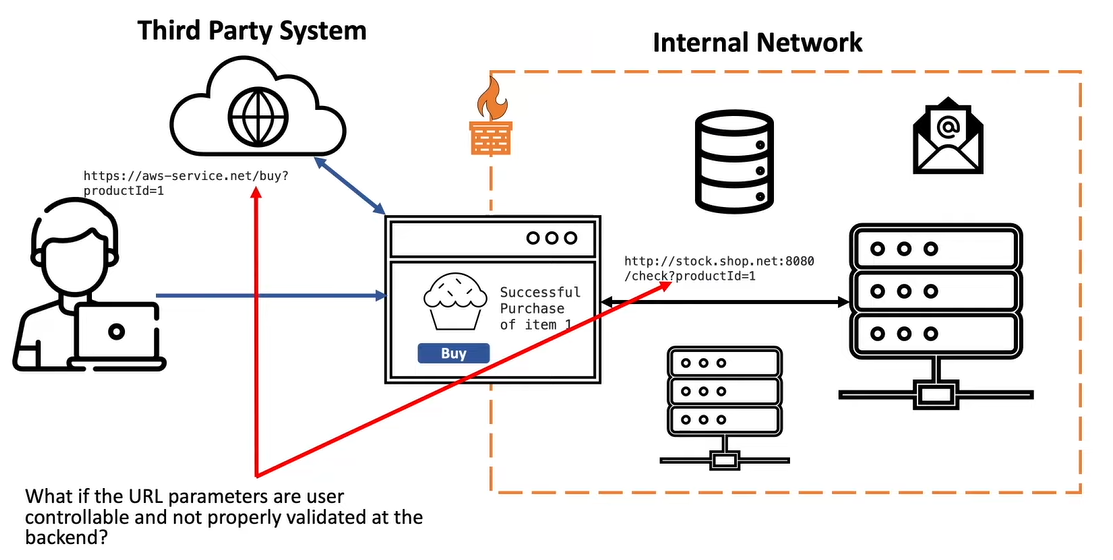 Third Party System
Internal Network
https://aws-service.net/buy?
productId=1
http://stock.shop.net:8080
/check?productId=1
@
Successful
Purchase
of item 1
Buy
What if the URL parameters are user
controllable and not properly validated at the
backend?